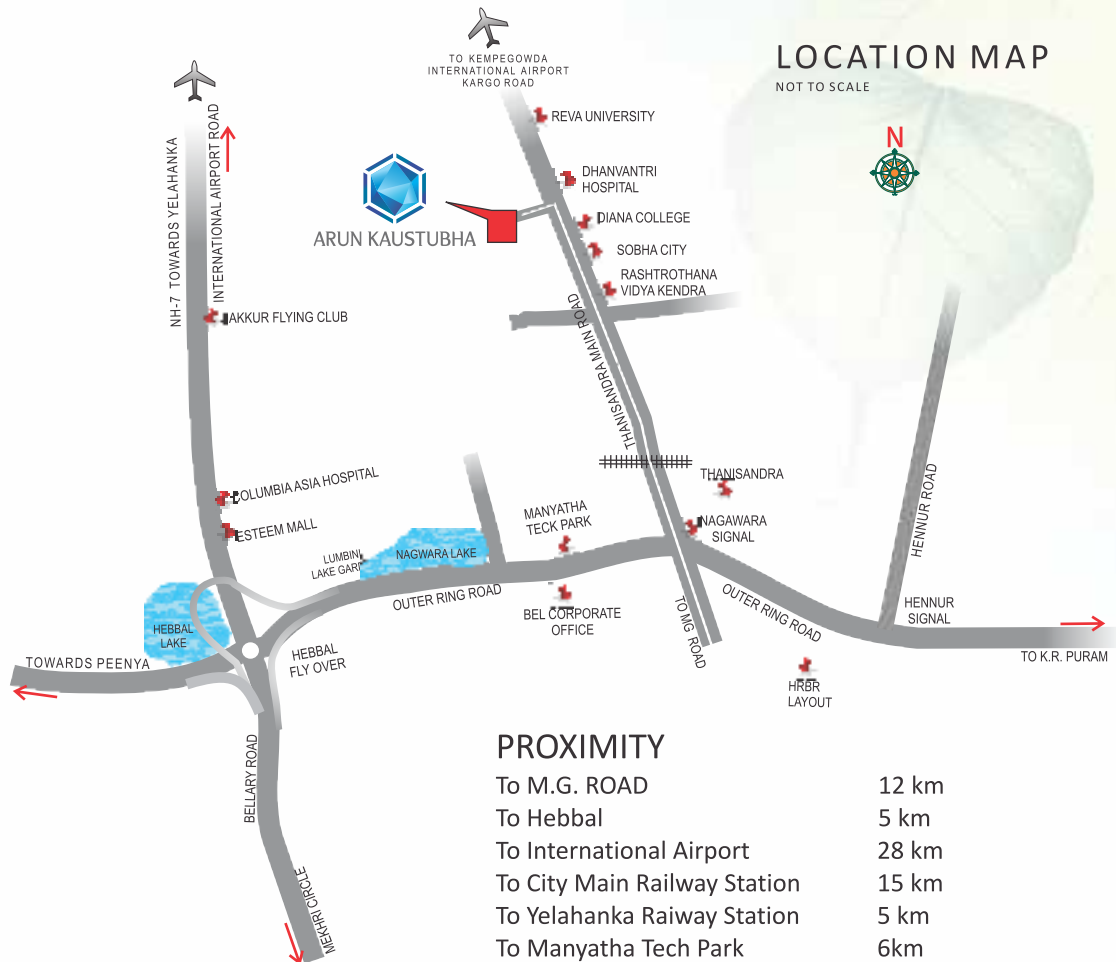 LOCATION MAP
NOT TO SCALE
N
TO KEMPEGOWDA
INTERNATIONAL AIRPORT
KARGO ROAD
REVA UNIVERSITY
DHANVANTRI
HOSPITAL
DIANA COLLEGE
SOBHA CITY
RASHTROTHANA
VIDYA KENDRA
ARUN KAUSTUBHA
NH-7 TOWARDS YELAHANKA
INTERNATIONAL AIRPORT ROAD
AKKUR FLYING CLUB
THANISANDRA MAIN ROAD
COLUMBIA ASIA HOSPITAL
ESTEEM MALL
LUMBINI
LAKE GARD
NAGWARA LAKE
MANYATHA
TECK PARK
THANISANDRA
NAGAWARA
SIGNAL
HENNUR ROAD
HEBBAL
LAKE
OUTER RING ROAD
BEL CORPORATE
OFFICE
TO MG ROAD
OUTER RING ROAD
HENNUR
SIGNAL
TO K.R. PURAM
TOWARDS PEENYA
HEBBAL
FLY OVER
HRBR
LAYOUT
BELLARY ROAD
MEKHRI CIRCLE
PROXIMITY
To M.G. ROAD 12 km
To Hebbal 5 km
To International Airport 28 km
To City Main Railway Station 15 km
To Yelahanka Raiway Station 5 km
To Manyatha Tech Park 6km